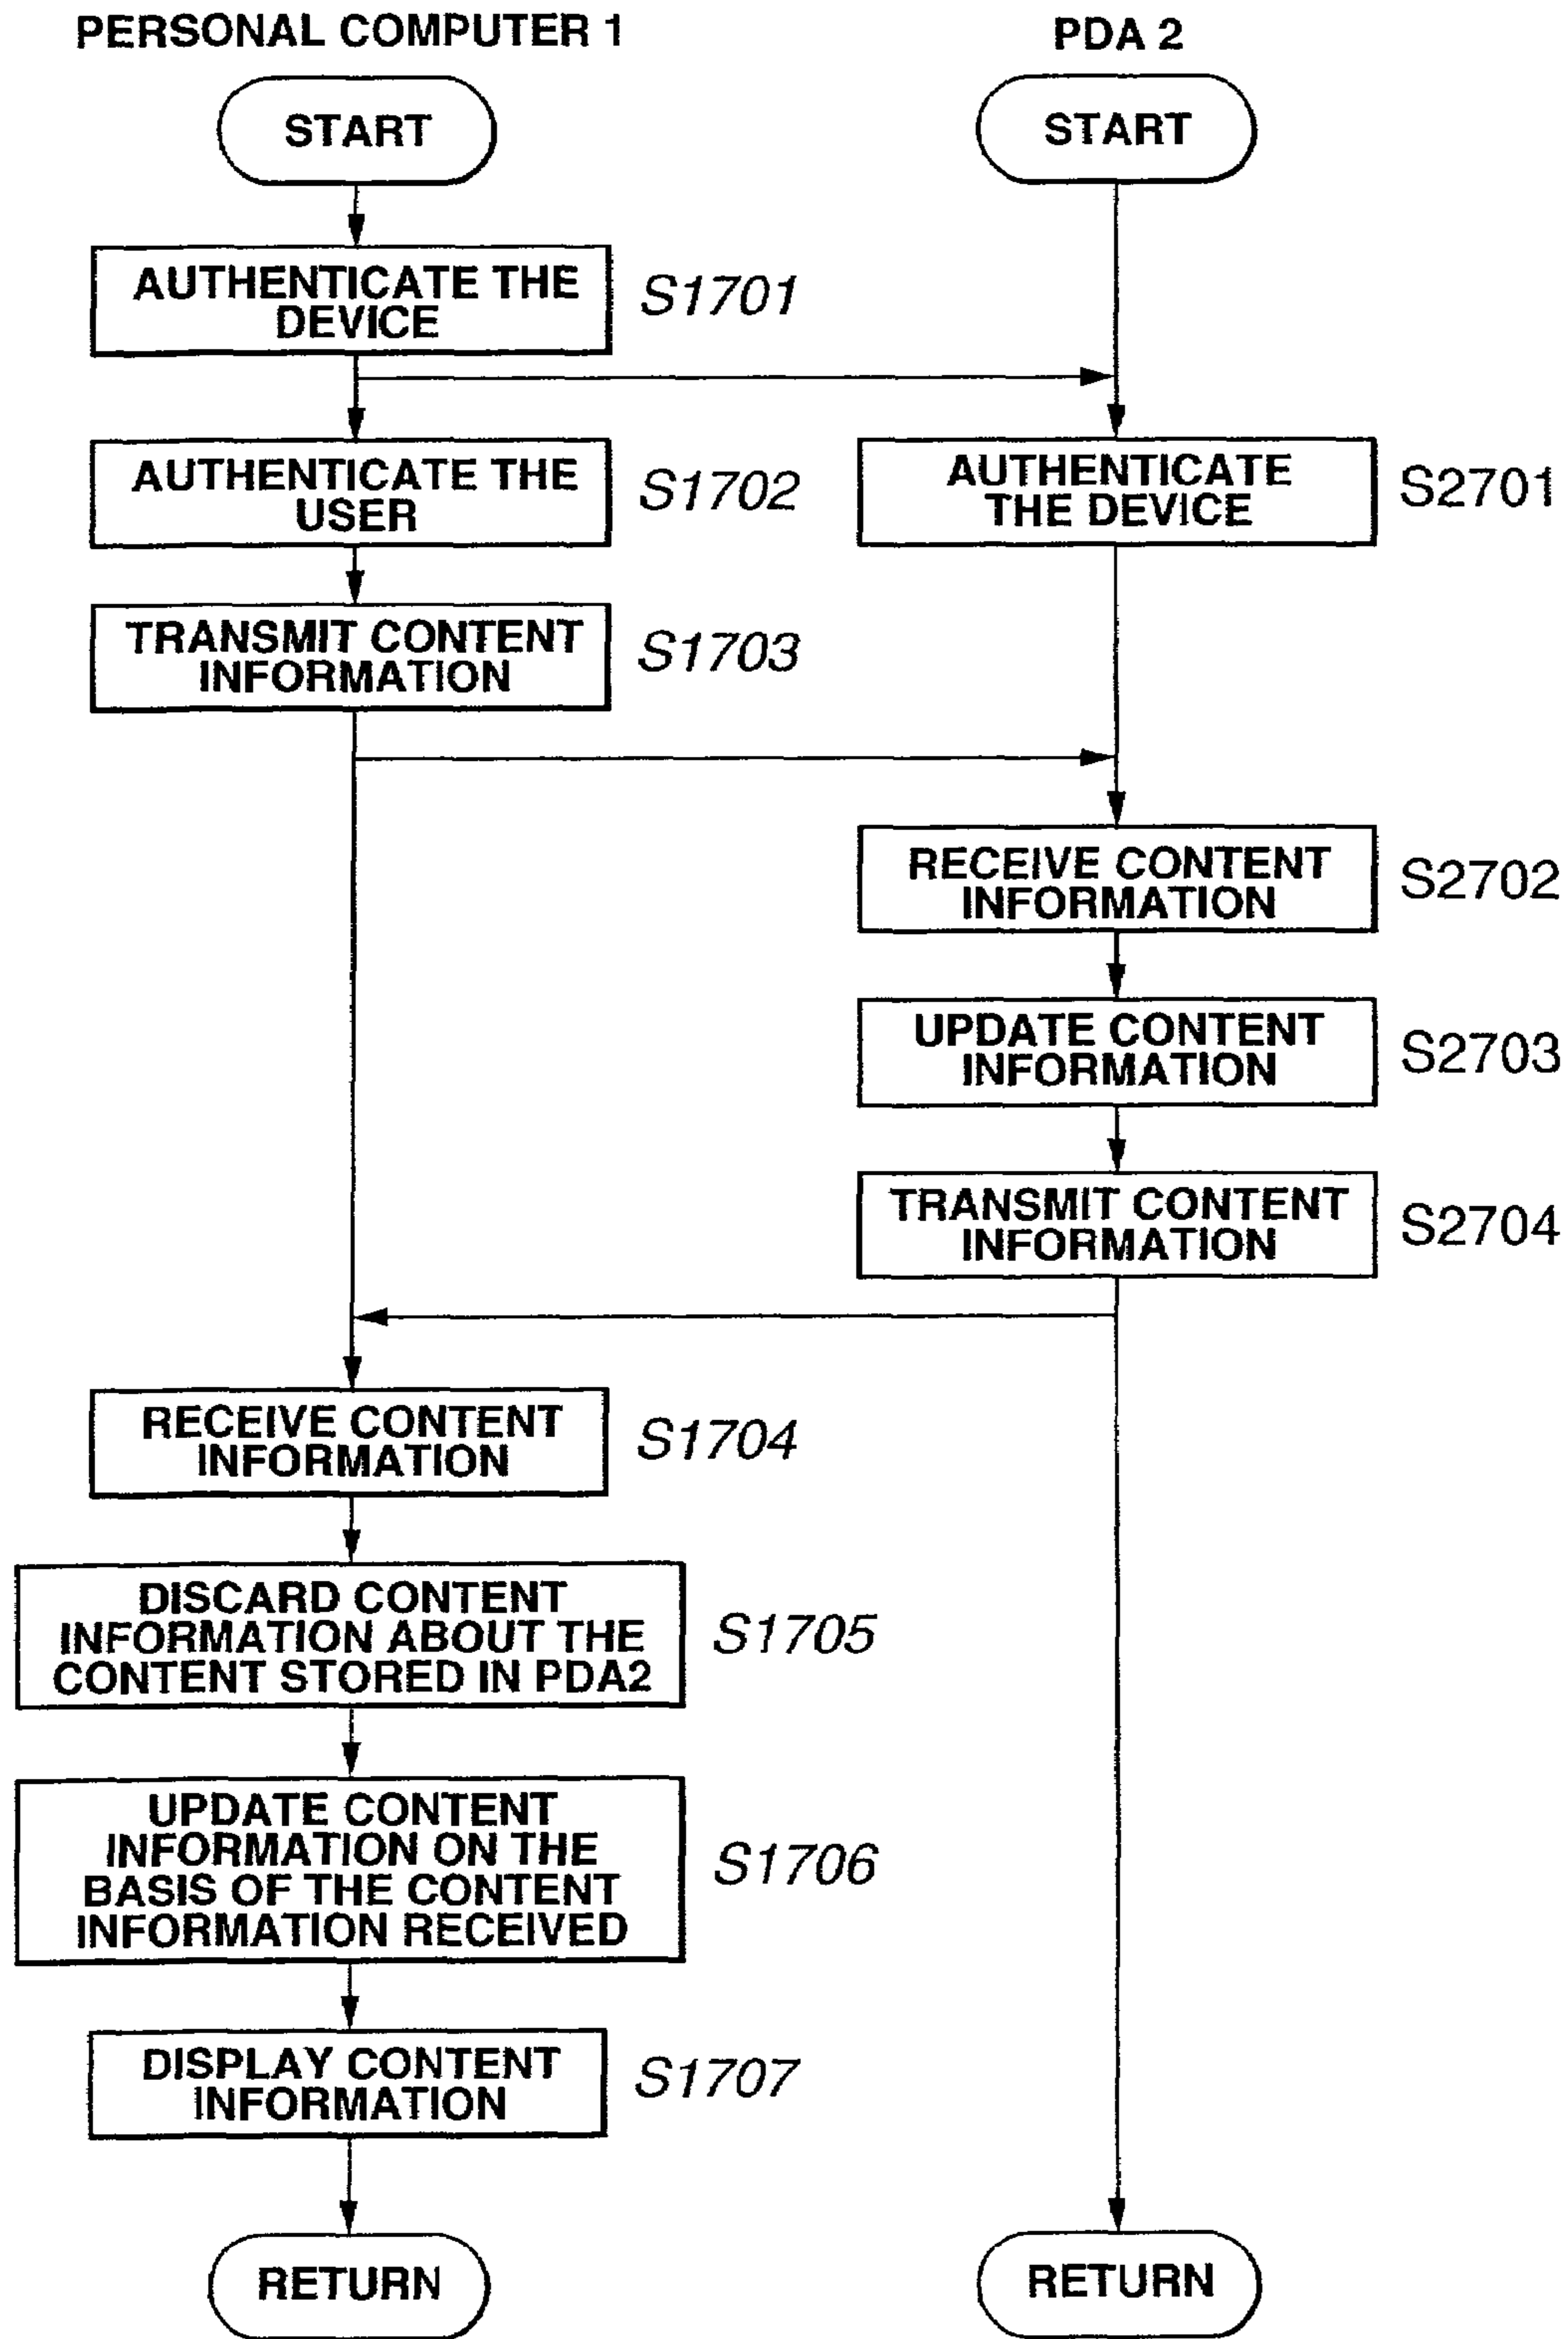 PERSONAL COMPUTER 1
START
AUTHENTICATE THE
DEVICE
S1701
AUTHENTICATE THE
USER
S1702
TRANSMIT CONTENT
INFORMATION
S1703
RECEIVE CONTENT
INFORMATION
S1704
DISCARD CONTENT
INFORMATION ABOUT THE
CONTENT STORED IN PDA2
S1705
UPDATE CONTENT
INFORMATION ON THE
BASIS OF THE CONTENT
INFORMATION RECEIVED
S1706
DISPLAY CONTENT
INFORMATION
S1707
RETURN
PDA 2
START
AUTHENTICATE
THE DEVICE
S2701
RECEIVE CONTENT
INFORMATION
S2702
UPDATE CONTENT
INFORMATION
S2703
TRANSMIT CONTENT
INFORMATION
S2704
RETURN